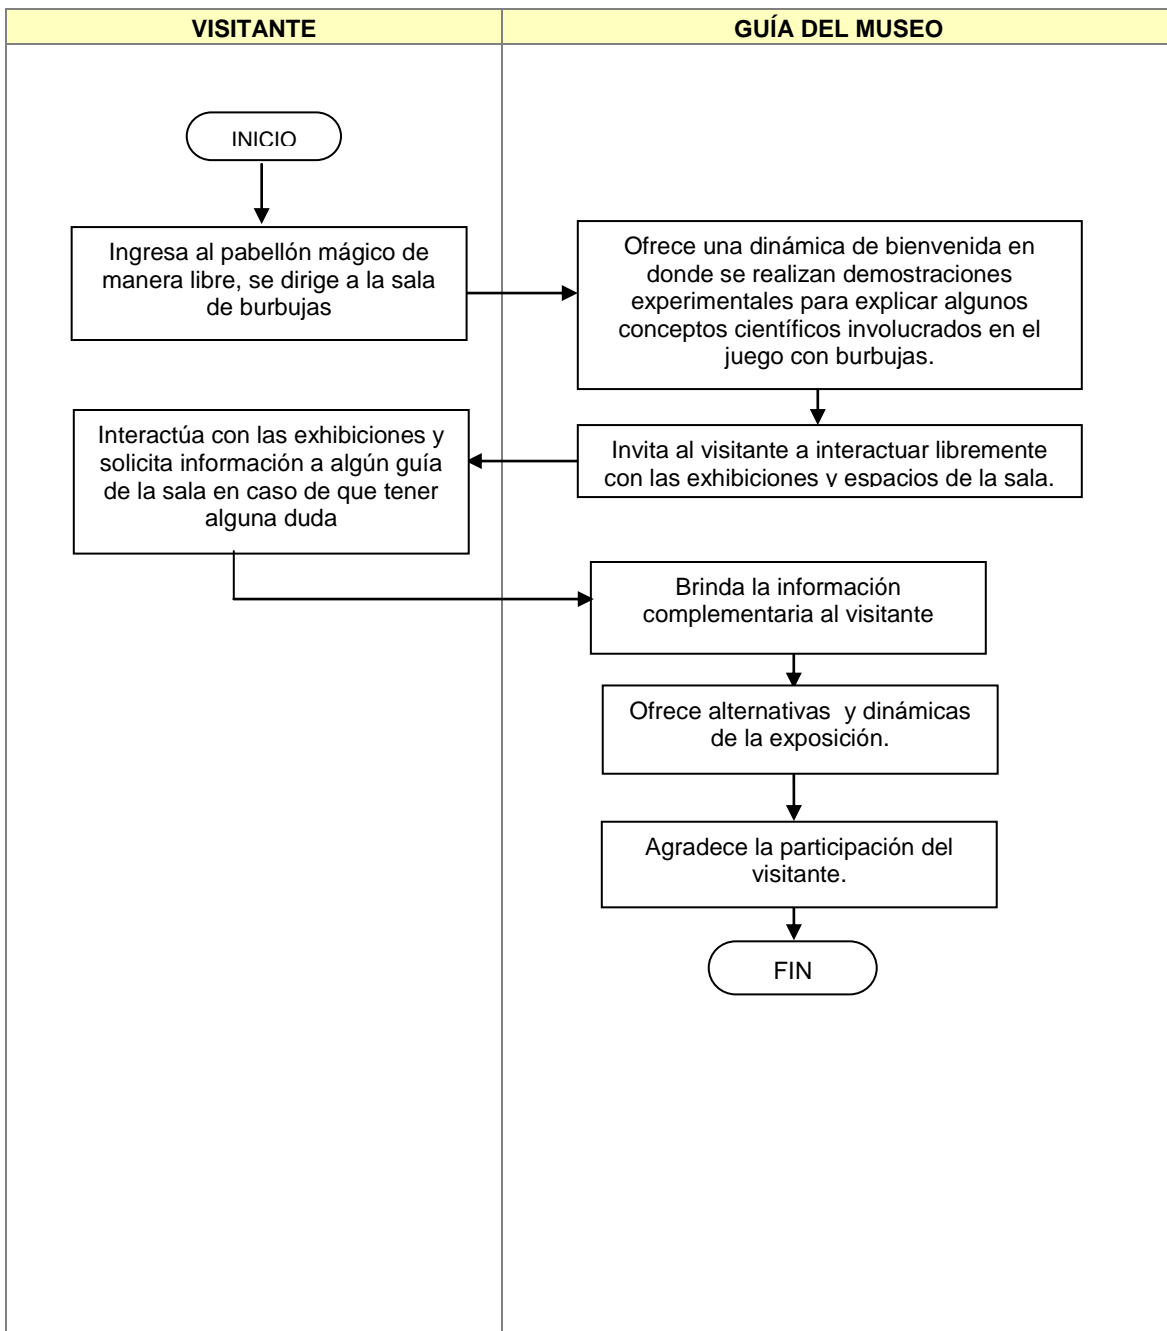 VISITANTE
GUÍA DEL MUSEO
INICIO
Ingresa al pabellón mágico de
manera libre, se dirige a la sala
de burbujas
Ofrece una dinámica de bienvenida en
donde se realizan demostraciones
experimentales para explicar algunos
conceptos científicos involucrados en el
juego con burbujas.
Invita al visitante a interactuar libremente
con las exhibiciones y espacios de la sala.
Interactúa con las exhibiciones y
solicita información a algún guía
de la sala en caso de que tener
alguna duda
Brinda la información
complementaria al visitante
Ofrece alternativas y dinámicas
de la exposición.
Agradece la participación del
visitante.
FIN